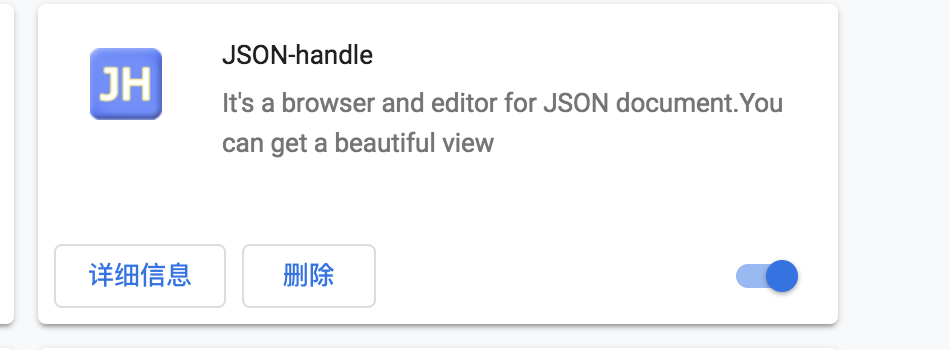 JH
JSON-handle
It's a browser and editor for JSON document.You
can get a beautiful view
详细信息
删除